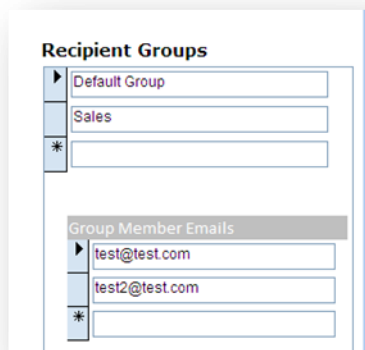 Recipient Groups
Default Group
Sales
*
Group Member Emails
test@test.com
test2@test.com
*